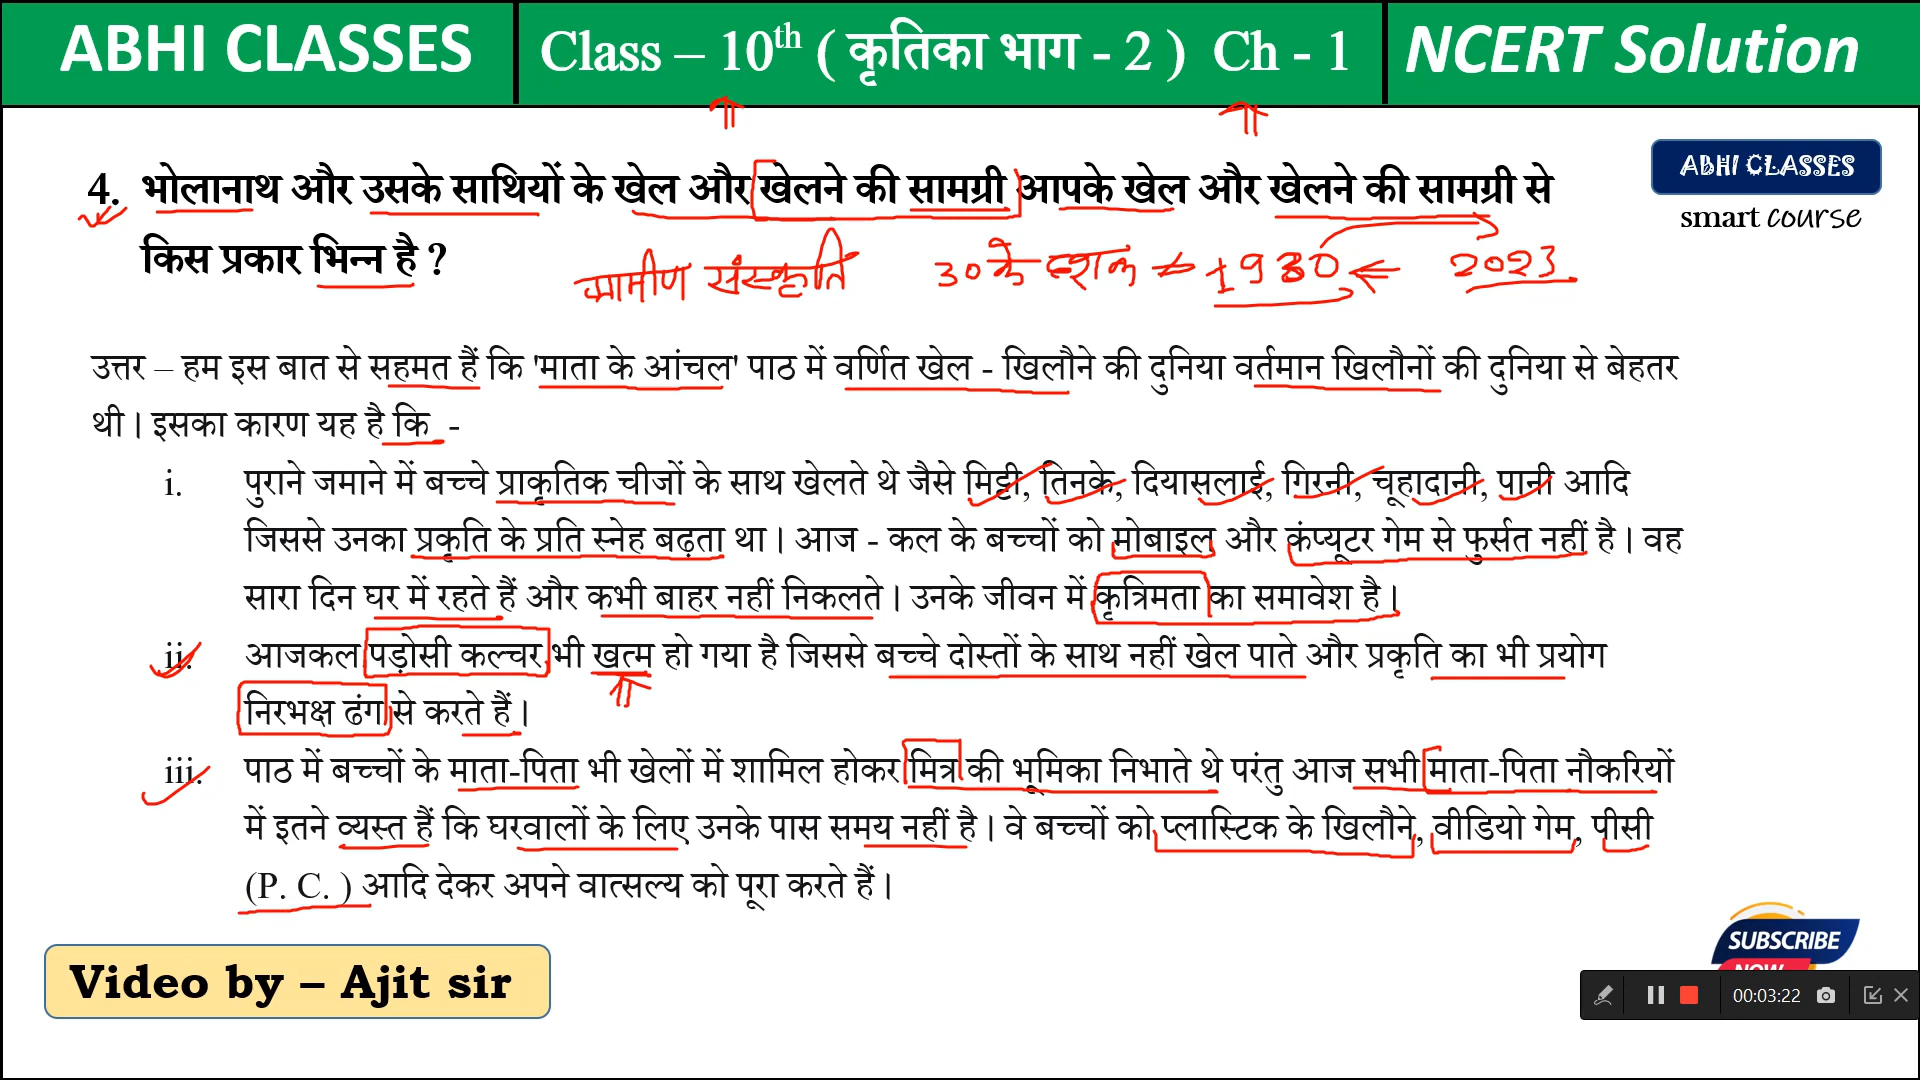 ABHI CLASSES
Class – 10th ( कृतिका भाग - 2 ) Ch - 1
NCERT Solution
ABHI CLASSES
smart course
4. भोलानाथ और उसके साथियों के खेल और खेलने की सामग्री आपके खेल और खेलने की सामग्री से
किस प्रकार भिन्न है ?
ग्रामीण संस्कृति 30 के दशक 1930 2023
उत्तर – हम इस बात से सहमत हैं कि 'माता के आंचल' पाठ में वर्णित खेल - खिलौने की दुनिया वर्तमान खिलौनों की दुनिया से बेहतर
थी । इसका कारण यह है कि -
i. पुराने जमाने में बच्चे प्राकृतिक चीजों के साथ खेलते थे जैसे मिट्टी, तिनके, दियासलाई, गिरनी, चूहादानी, पानी आदि
जिससे उनका प्रकृति के प्रति स्नेह बढ़ता था । आज - कल के बच्चों को मोबाइल और कंप्यूटर गेम से फुर्सत नहीं है । वह
सारा दिन घर में रहते हैं और कभी बाहर नहीं निकलते । उनके जीवन में कृत्रिमता का समावेश है ।
ii. आजकल पड़ोसी कल्चर भी खत्म हो गया है जिससे बच्चे दोस्तों के साथ नहीं खेल पाते और प्रकृति का भी प्रयोग
निरभक्ष ढंग से करते हैं ।
iii. पाठ में बच्चों के माता-पिता भी खेलों में शामिल होकर मित्र की भूमिका निभाते थे परंतु आज सभी माता-पिता नौकरियों
में इतने व्यस्त हैं कि घरवालों के लिए उनके पास समय नहीं है । वे बच्चों को प्लास्टिक के खिलौने, वीडियो गेम, पीसी
(P. C. ) आदि देकर अपने वात्सल्य को पूरा करते हैं ।
SUBSCRIBE
NOW
Video by – Ajit sir
00:03:22